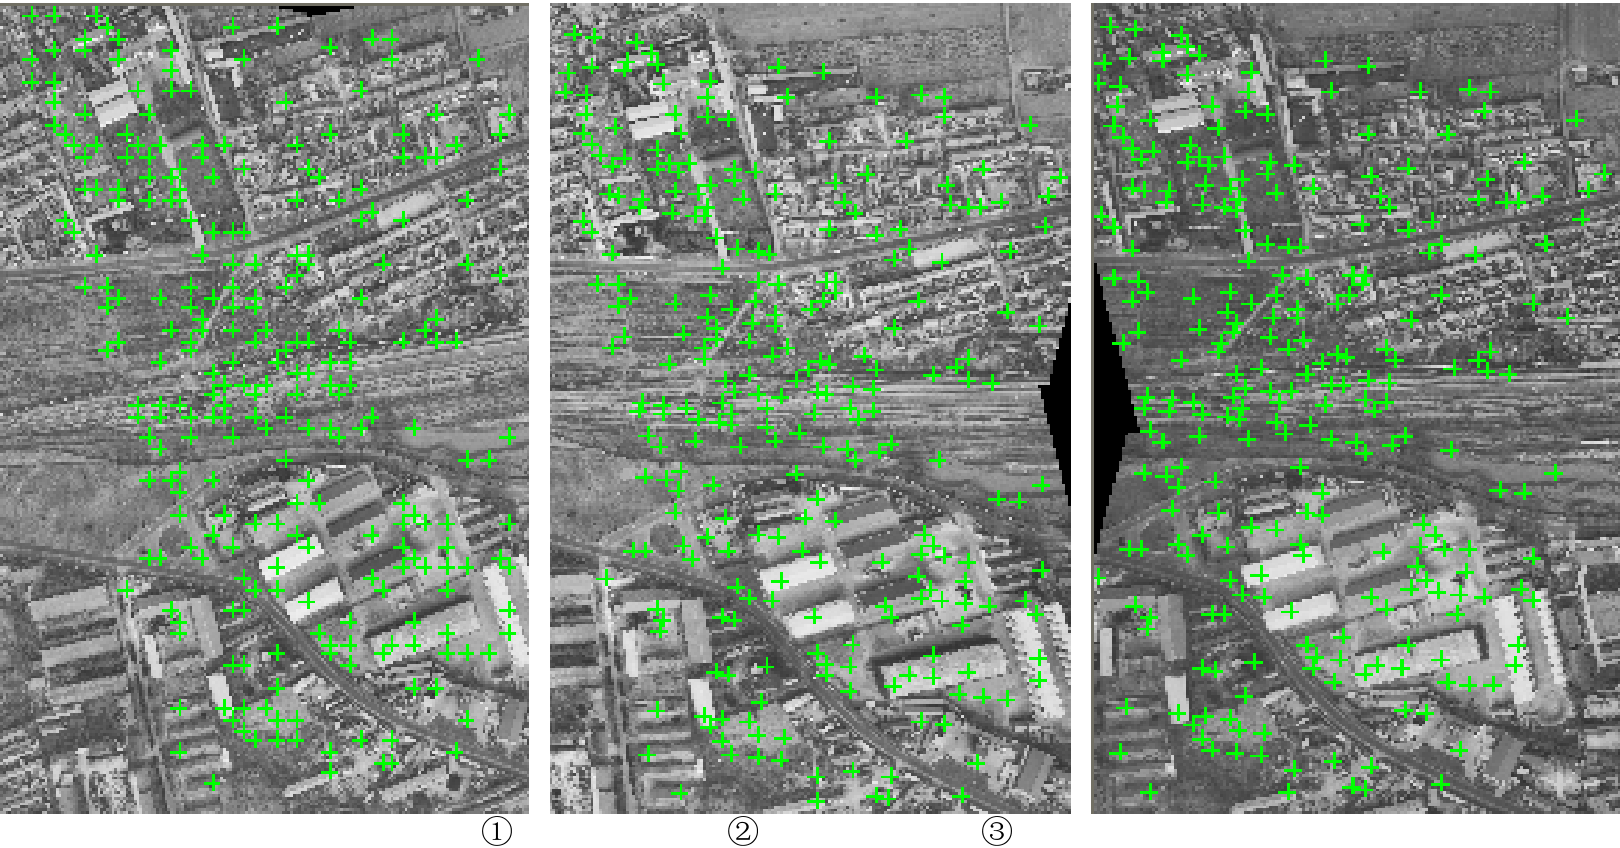 ① ② ③